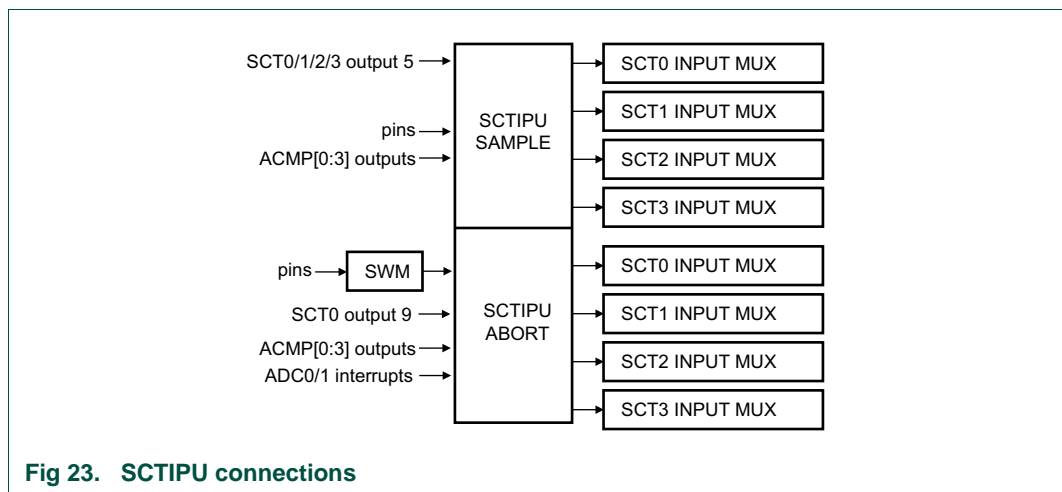 SCT0/1/2/3 output 5
pins
ACMP[0:3] outputs
SCTIPU
SAMPLE
SCT0 INPUT MUX
SCT1 INPUT MUX
SCT2 INPUT MUX
SCT3 INPUT MUX
pins
SWM
SCT0 output 9
ACMP[0:3] outputs
ADC0/1 interrupts
SCTIPU
ABORT
SCT0 INPUT MUX
SCT1 INPUT MUX
SCT2 INPUT MUX
SCT3 INPUT MUX
Fig 23. SCTIPU connections